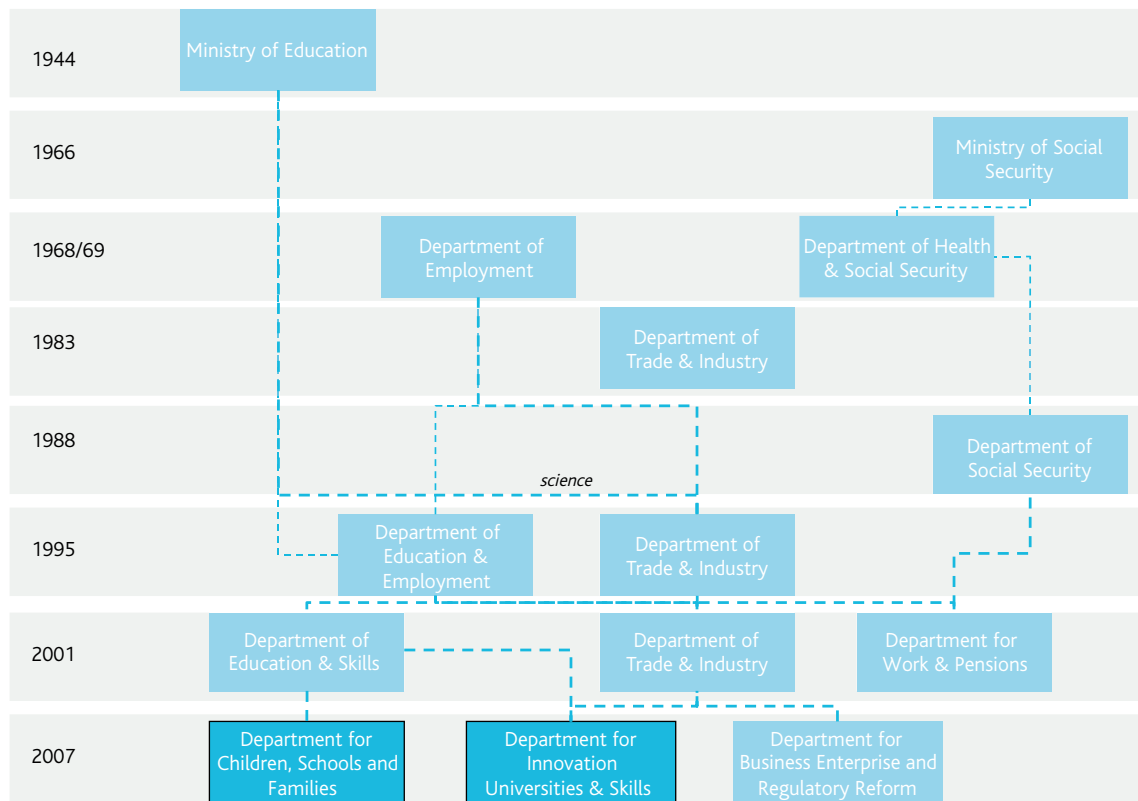 1944
Ministry of Education
1966
Ministry of Social
Security
1968/69
Department of
Employment
Department of Health
& Social Security
1983
Department of
Trade & Industry
1988
Department of
Social Security
science
1995
Department of
Education &
Employment
Department of
Trade & Industry
2001
Department of
Education & Skills
Department of
Trade & Industry
Department for
Work & Pensions
2007
Department for
Children, Schools and
Families
Department for
Innovation
Universities & Skills
Department for
Business Enterprise and
Regulatory Reform